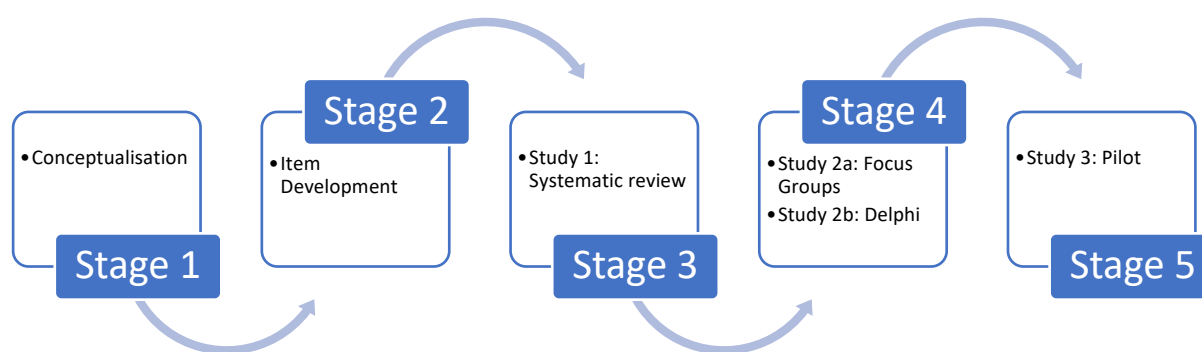 •Conceptualisation
Stage 1
Stage 2
•Item
Development
•Study 1:
Systematic review
Stage 3
Stage 4
•Study 2a: Focus
Groups
•Study 2b: Delphi
•Study 3: Pilot
Stage 5